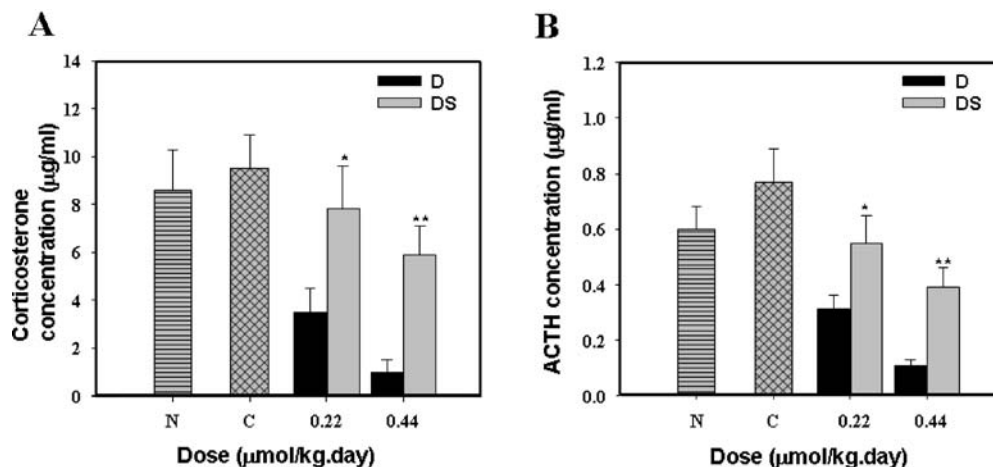 A
Corticosterone
concentration (µg/ml)
14
12
10
8
6
4
2
0
D
DS
*
**
N C 0.22 0.44
Dose (µmol/kg.day)
B
ACTH concentration (µg/ml)
1.2
1.0
0.8
0.6
0.4
0.2
0.0
D
DS
*
**
N C 0.22 0.44
Dose (µmol/kg.day)